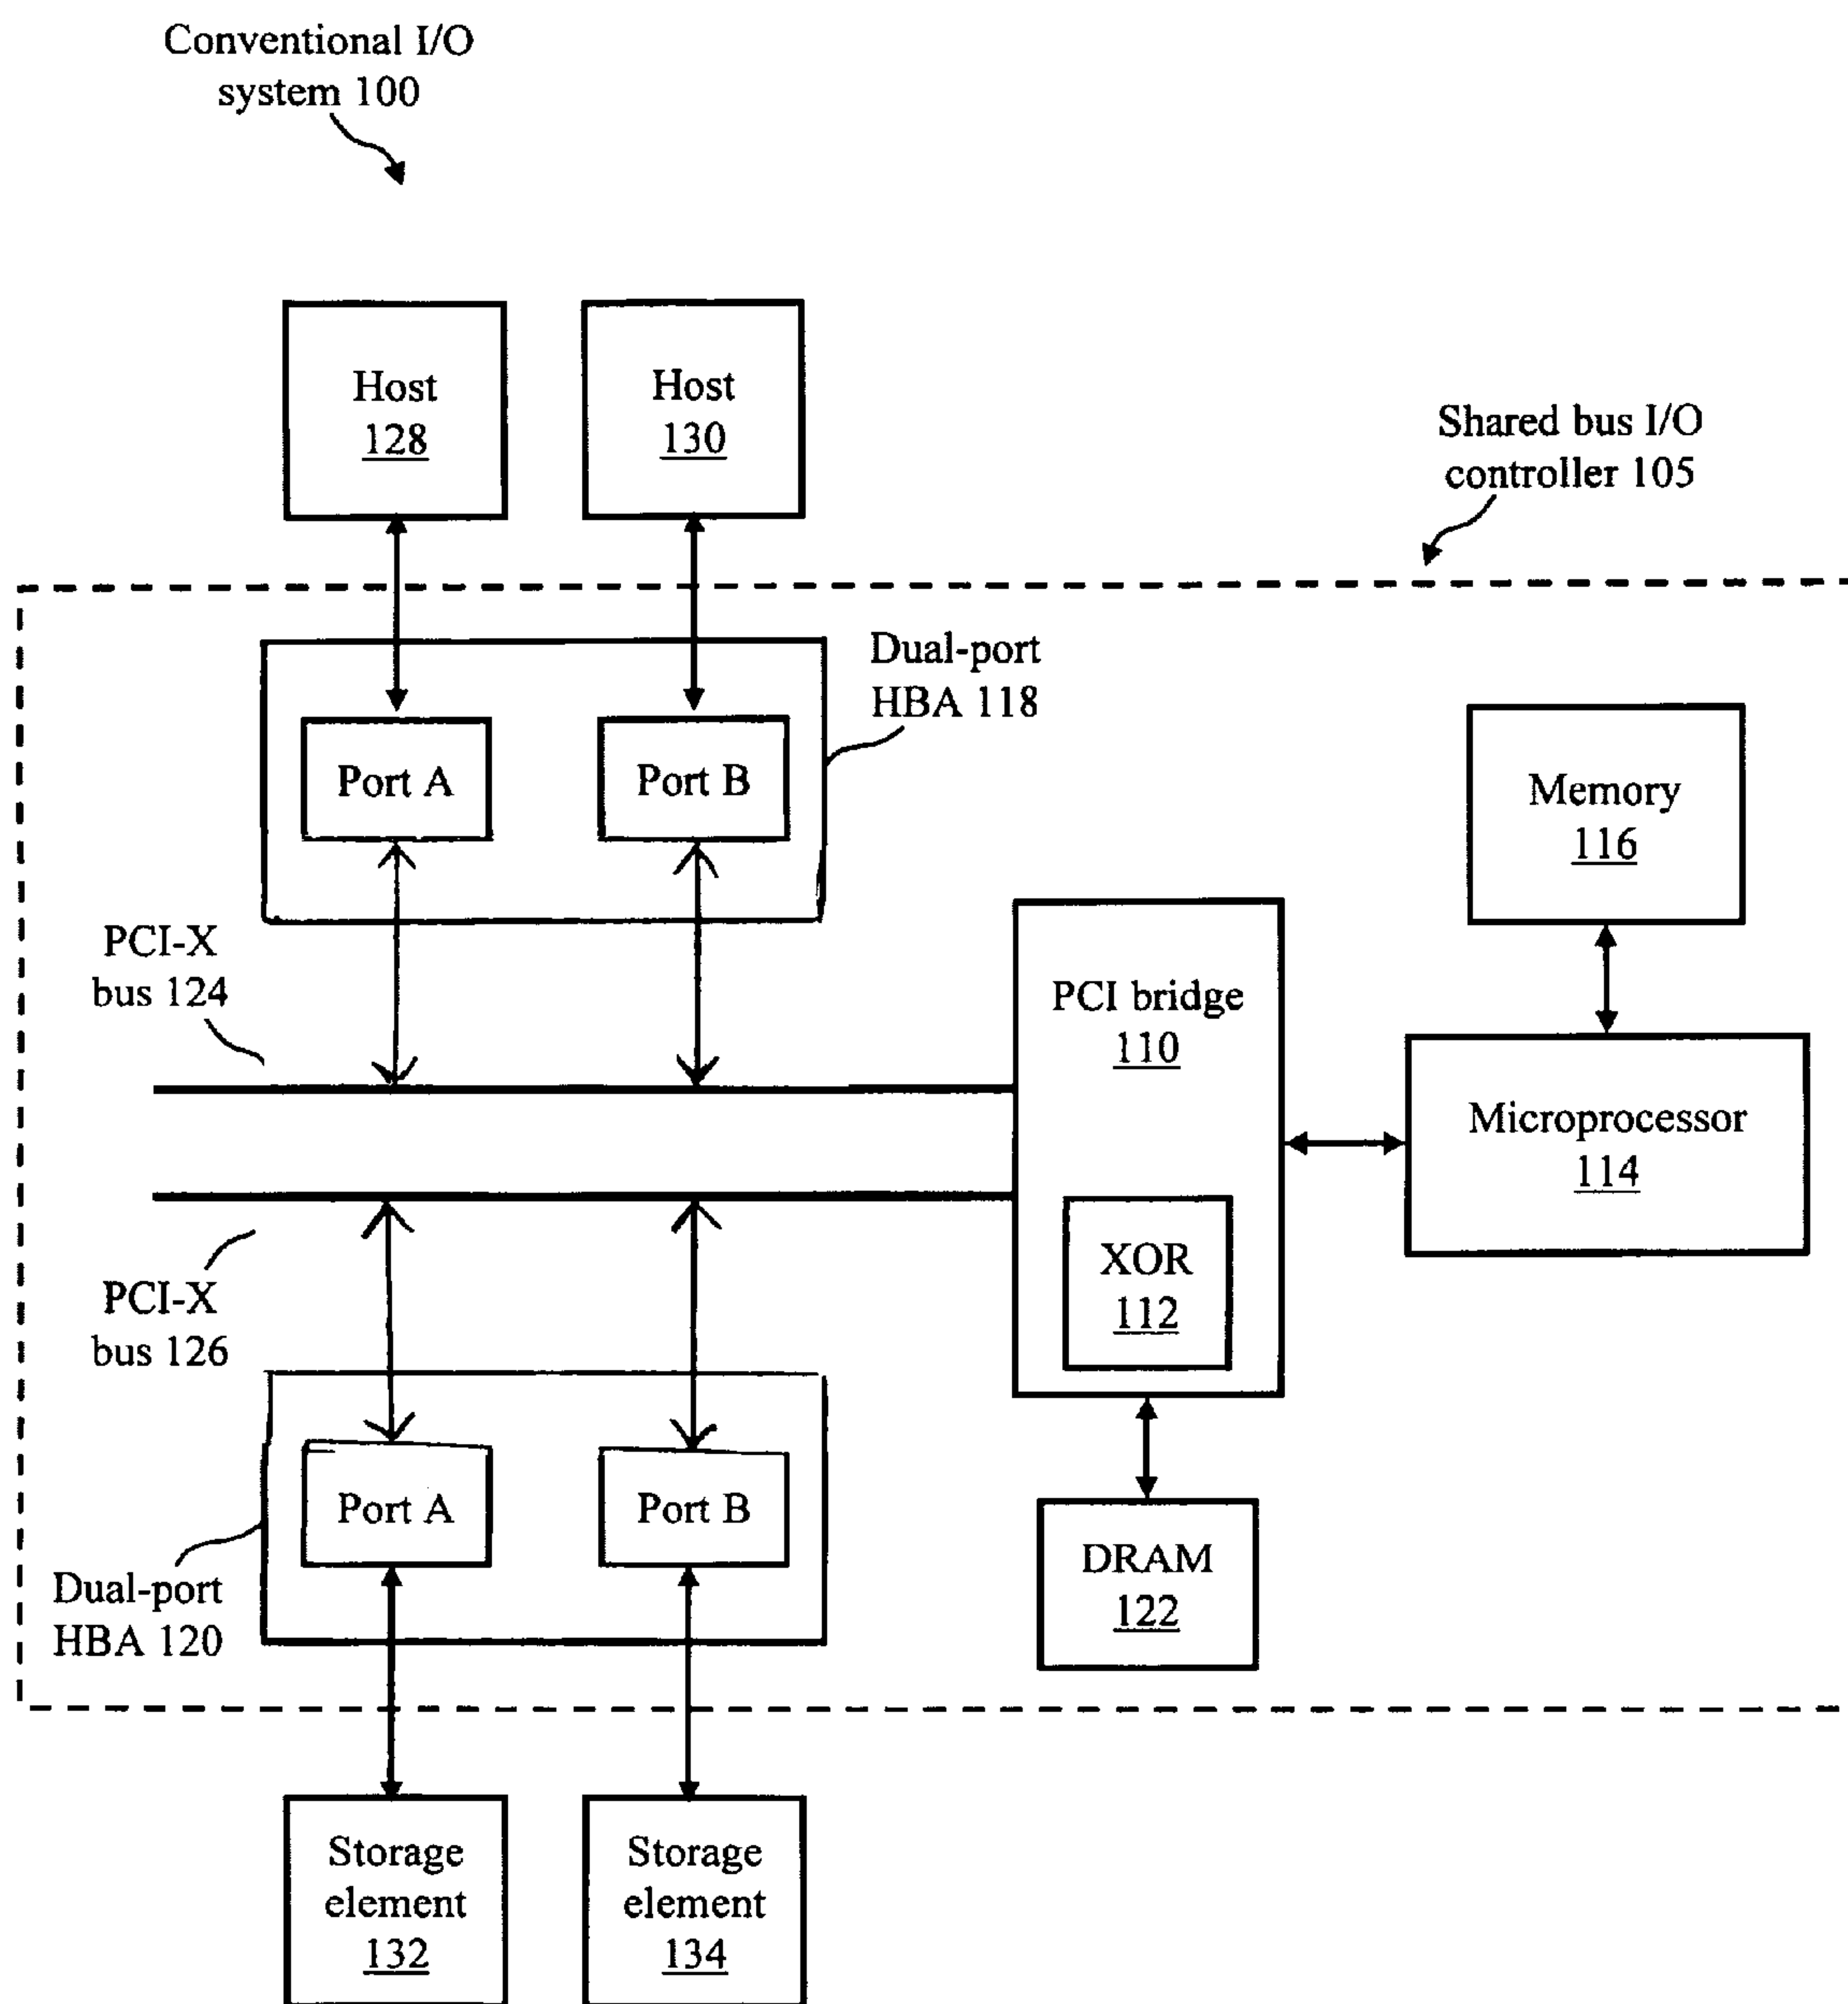 Conventional I/O
system 100
Host
128
Host
130
Shared bus I/O
controller 105
Dual-port
HBA 118
Port A
Port B
Memory
116
PCI-X
bus 124
PCI bridge
110
Microprocessor
114
XOR
112
PCI-X
bus 126
Port A
Port B
Dual-port
HBA 120
DRAM
122
Storage
element
132
Storage
element
134